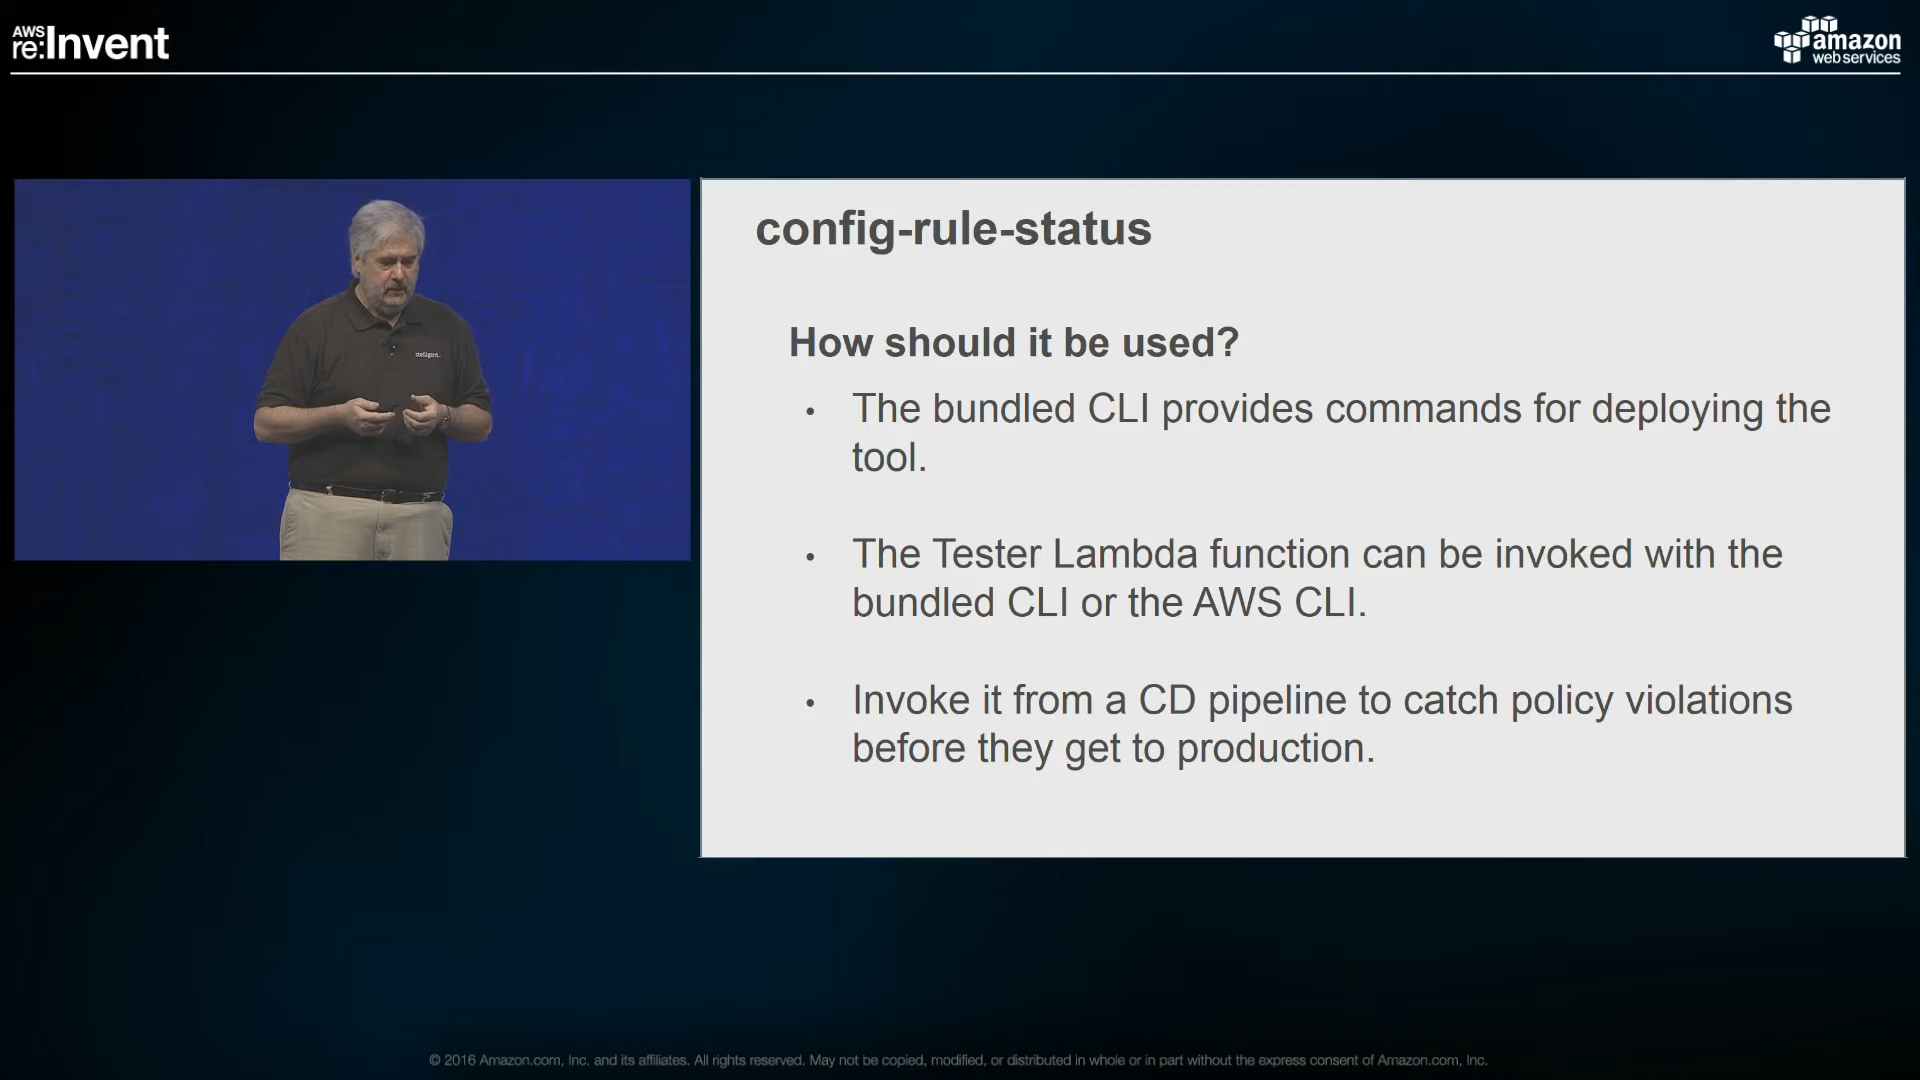 AWS
re:Invent
amazon
web services
stelligent
config-rule-status
How should it be used?
• The bundled CLI provides commands for deploying the
tool.
• The Tester Lambda function can be invoked with the
bundled CLI or the AWS CLI.
• Invoke it from a CD pipeline to catch policy violations
before they get to production.
© 2016 Amazon.com, Inc. and its affiliates. All rights reserved. May not be copied, modified, or distributed in whole or in part without the express consent of Amazon.com, Inc.